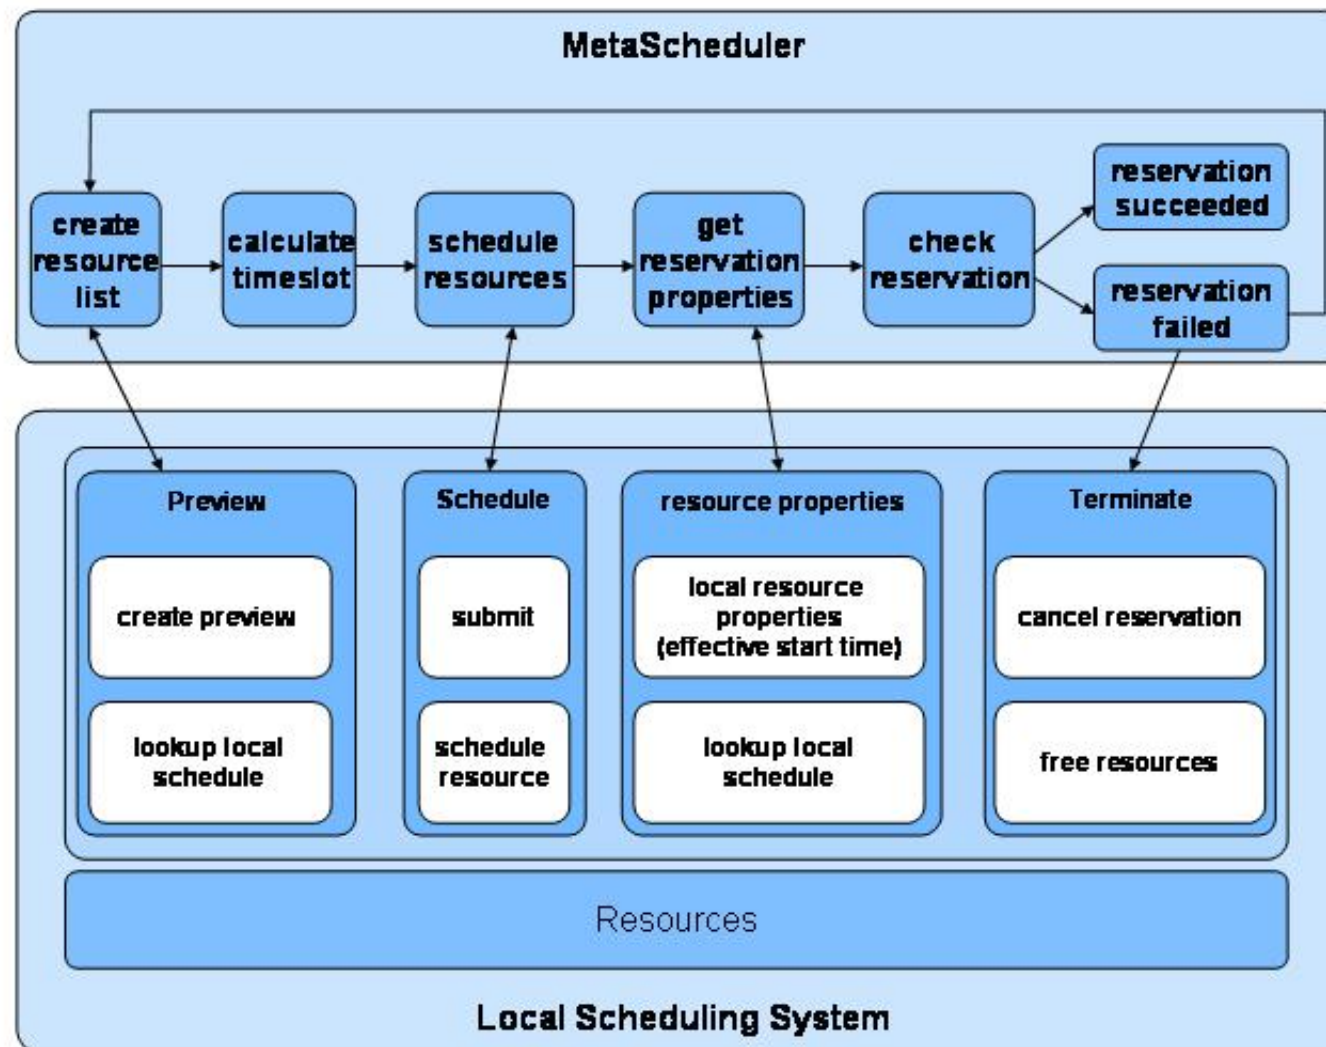 MetaScheduler
create
resource
list
calculate
timeslot
schedule
resources
get
reservation
properties
check
reservation
reservation
succeeded
reservation
failed
Preview
create preview
lookup local
schedule
Schedule
submit
schedule
resource
resource properties
local resource
properties
(effective start time)
lookup local
schedule
Terminate
cancel reservation
free resources
Resources
Local Scheduling System